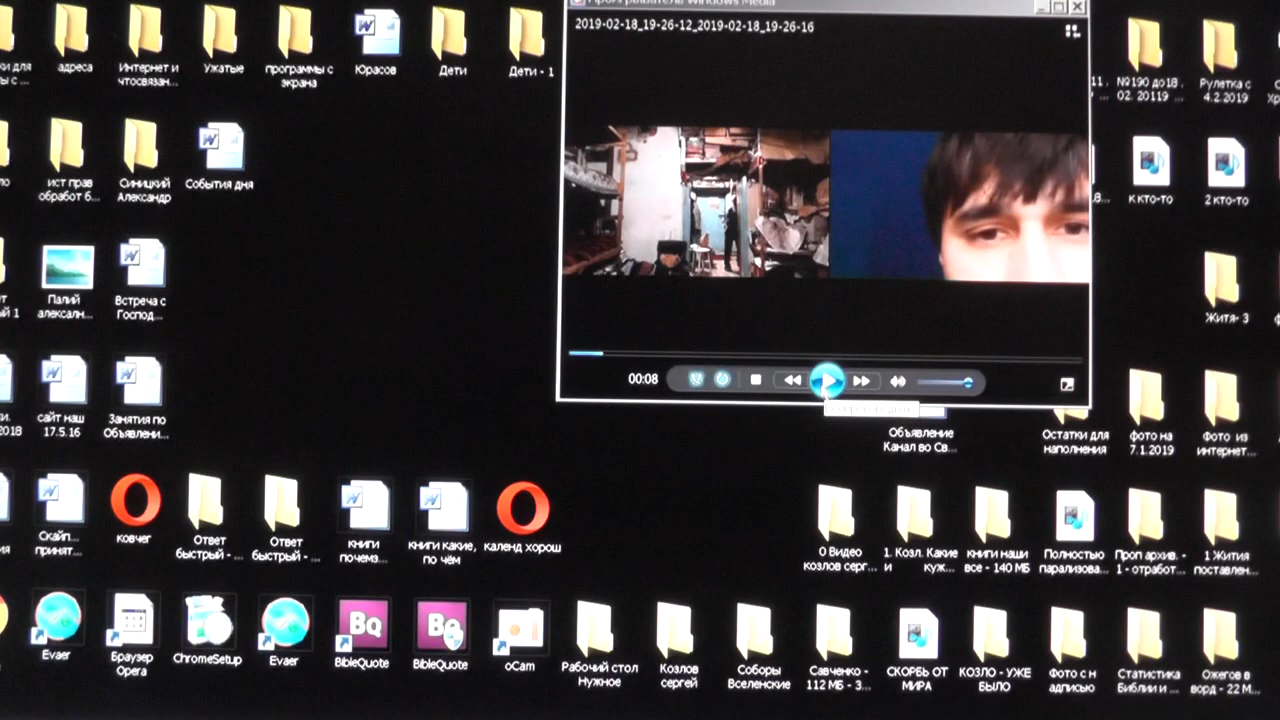 Проигрыватель Windows Media
2019-02-18_19-26-12_2019-02-18_19-26-16
00:08
адреса
Интернет и
чтосвязан...
Ужатые
программы с
экрана
Юрасов
Дети
Дети - 1
№190 до18.
02. 20119 ...
Рулетка с
4.2.2019
ист прав
обработ б...
Синицкий
Александр
События дня
к кто-то
2 кто-то
Палий
алексалн...
Встреча с
Господ...
Житя- 3
сайт наш
17.5.16
Занятия по
Объявлени...
Объявление
Канал во Св...
Остатки для
наполнения
фото на
7.1.2019
Фото из
интернет...
Скайп...
принят...
ковчег
Ответ
быстрый - ...
Ответ
быстрый - ...
книги
почемз...
книги какие,
по чём
календ хорош
0 Видео
козлов серг...
1. Козл. Какие
и куж...
книги наши
все - 140 МБ
Полностью
парализова...
Проп архив. -
1 - отработ...
1 Жития
поставлен...
Evaer
Браузер
Opera
ChromeSetup
Evaer
Bq
BibleQuote
BibleQuote
oCam
Рабочий стол
Нужное
Козлов
сергей
Соборы
Вселенские
Савченко -
112 МБ - 3...
СКОРБЬ ОТ
МИРА
КОЗЛО - УЖЕ
БЫЛО
Фото с н
адписью
Статистика
Библии и ...
Ожегов в
ворд - 22 М...